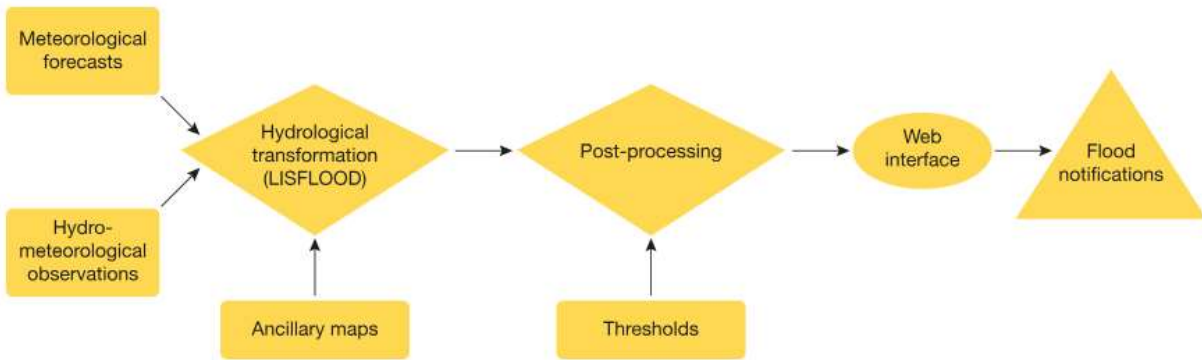 Meteorological
forecasts
Hydro-
meteorological
observations
Hydrological
transformation
(LISFLOOD)
Ancillary maps
Post-processing
Thresholds
Web
interface
Flood
notifications